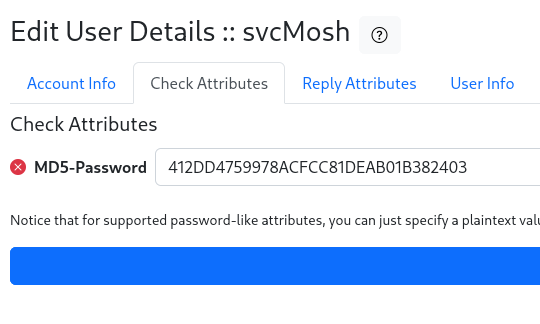 Edit User Details :: svcMosh ?
Account Info Check Attributes Reply Attributes User Info
Check Attributes
MD5-Password 412DD4759978ACFCC81DEAB01B382403
Notice that for supported password-like attributes, you can just specify a plaintext valu